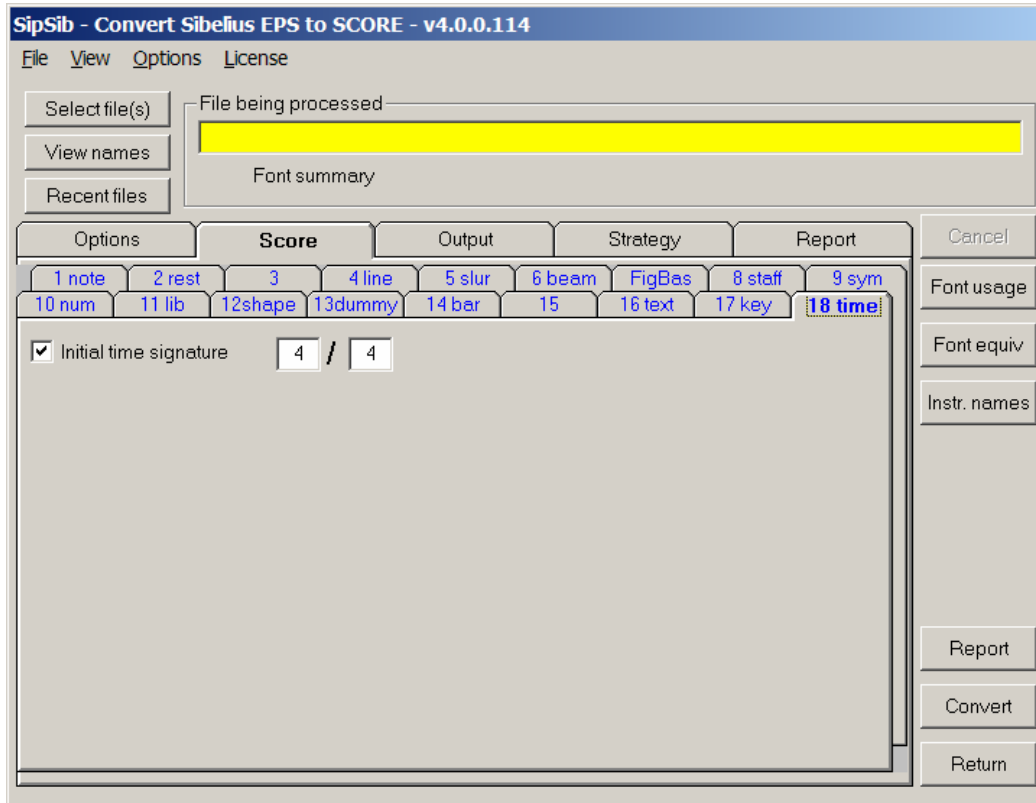 SipSib - Convert Sibelius EPS to SCORE - v4.0.0.114
File View Options License
Select file(s)
File being processed
View names
Font summary
Recent files
Options Score Output Strategy Report
Cancel
1 note 2 rest 3 4 line 5 slur 6 beam FigBas 8 staff 9 sym
10 num 11 lib 12shape 13dummy 14 bar 15 16 text 17 key 18 time
Font usage
Initial time signature 4 / 4
Font equiv
Instr. names
Report
Convert
Return